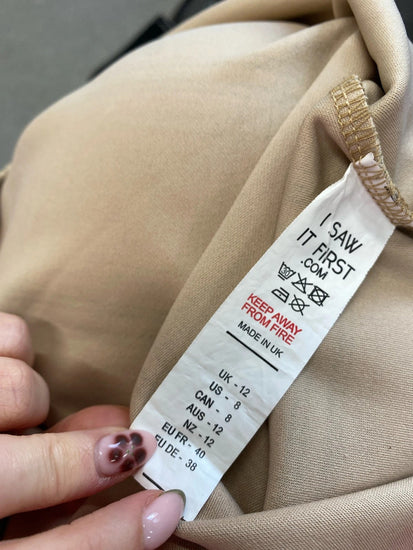 I SAW
IT FIRST
.COM
KEEP AWAY
FROM FIRE
MADE IN UK
UK - 12
US - 8
CAN - 8
AUS - 12
NZ - 12
EU FR - 40
EU DE - 38